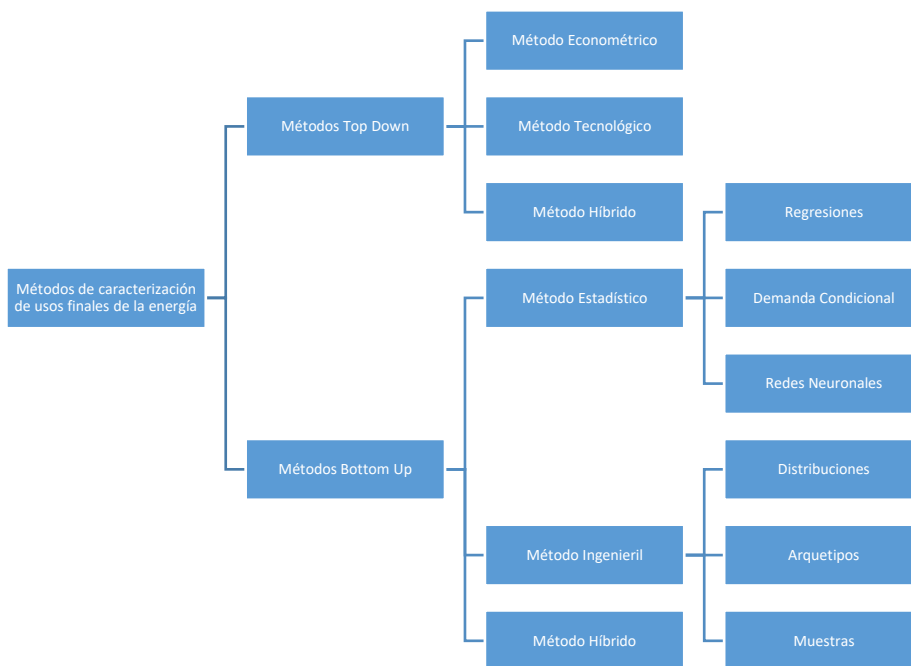 Métodos de caracterización
de usos finales de la energía
Métodos Top Down
Método Econométrico
Método Tecnológico
Método Híbrido
Métodos Bottom Up
Método Estadístico
Regresiones
Demanda Condicional
Redes Neuronales
Método Ingenieril
Distribuciones
Arquetipos
Muestras
Método Híbrido